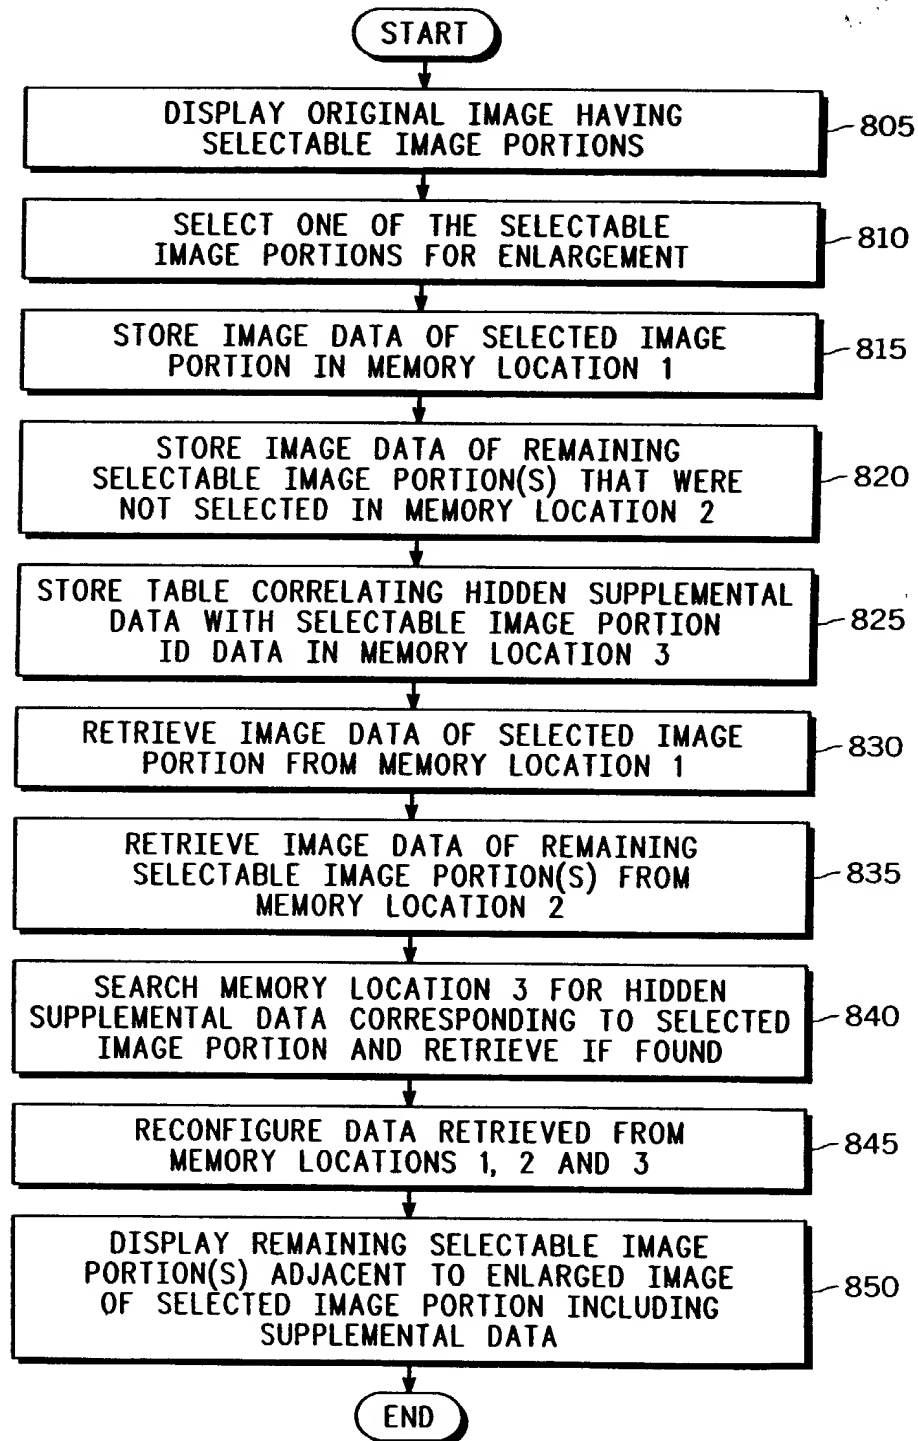 START
DISPLAY ORIGINAL IMAGE HAVING
SELECTABLE IMAGE PORTIONS
805
SELECT ONE OF THE SELECTABLE
IMAGE PORTIONS FOR ENLARGEMENT
810
STORE IMAGE DATA OF SELECTED IMAGE
PORTION IN MEMORY LOCATION 1
815
STORE IMAGE DATA OF REMAINING
SELECTABLE IMAGE PORTION(S) THAT WERE
NOT SELECTED IN MEMORY LOCATION 2
820
STORE TABLE CORRELATING HIDDEN SUPPLEMENTAL
DATA WITH SELECTABLE IMAGE PORTION
ID DATA IN MEMORY LOCATION 3
825
RETRIEVE IMAGE DATA OF SELECTED IMAGE
PORTION FROM MEMORY LOCATION 1
830
RETRIEVE IMAGE DATA OF REMAINING
SELECTABLE IMAGE PORTION(S) FROM
MEMORY LOCATION 2
835
SEARCH MEMORY LOCATION 3 FOR HIDDEN
SUPPLEMENTAL DATA CORRESPONDING TO SELECTED
IMAGE PORTION AND RETRIEVE IF FOUND
840
RECONFIGURE DATA RETRIEVED FROM
MEMORY LOCATIONS 1, 2 AND 3
845
DISPLAY REMAINING SELECTABLE IMAGE
PORTION(S) ADJACENT TO ENLARGED IMAGE
OF SELECTED IMAGE PORTION INCLUDING
SUPPLEMENTAL DATA
850
END